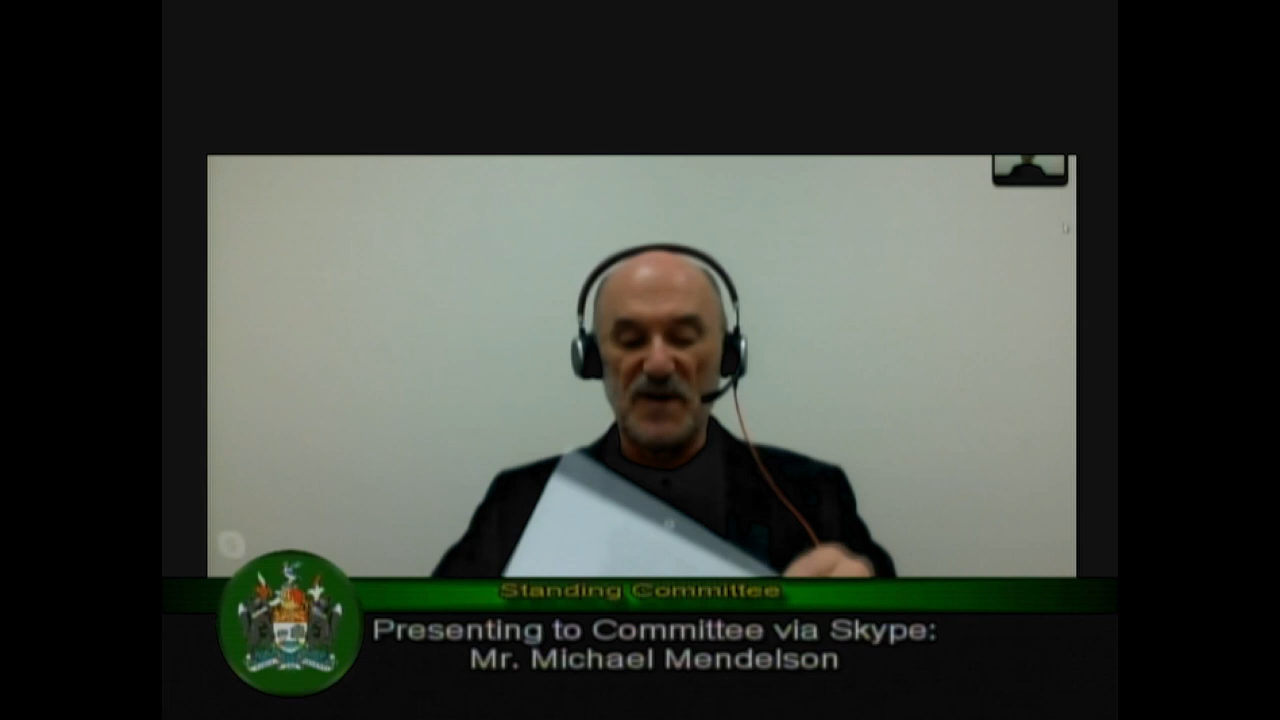 Standing Committee
Presenting to Committee via Skype:
Mr. Michael Mendelson